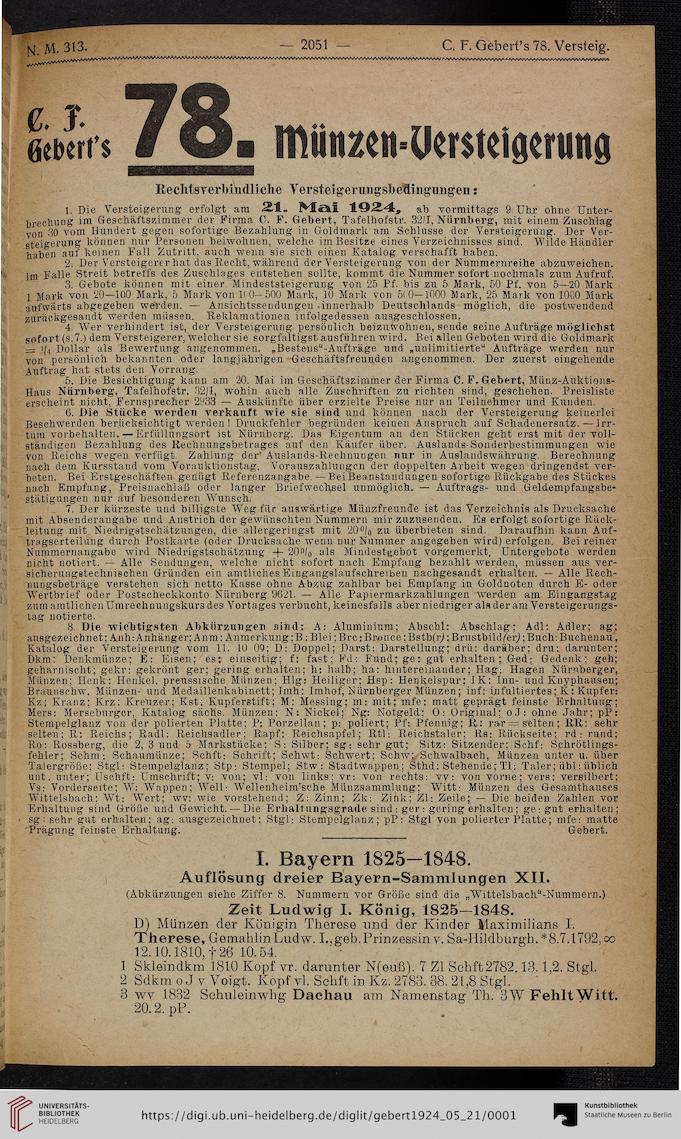 N. M. 313. — 2051 — C. F. Gebert's 78. Versteig.
C. F.
Gebert's 78. Münzen-Versteigerung
Rechtsverbindliche Versteigerungsbedingungen:
1. Die Versteigerung erfolgt am 21. Mai 1924, ab vormittags 9 Uhr ohne Unter-
brechung im Geschäftszimmer der Firma C. F. Gebert, Tafelhofstr. 32/I, Nürnberg, mit einem Zuschlag
von 30 vom Hundert gegen sofortige Bezahlung in Goldmark am Schlusse der Versteigerung. Der Ver-
steigerung können nur Personen beiwohnen, welche im Besitze eines Verzeichnisses sind. Wilde Händler
haben auf keinen Fall Zutritt, auch wenn sie sich einen Katalog verschafft haben.
2. Der Versteigerer hat das Recht, während der Versteigerung von der Nummernreihe abzuweichen.
Im Falle Streit betreffs des Zuschlages entstehen sollte, kommt die Nummer sofort nochmals zum Aufruf.
3. Gebote können mit einer Mindeststeigerung von 25 Pf. bis zu 5 Mark, 50 Pf. von 5—20 Mark
1 Mark von 20—100 Mark, 5 Mark von 100—500 Mark, 10 Mark von 500—1000 Mark, 25 Mark von 1000 Mark
aufwärts abgegeben werden. — Ansichtssendungen innerhalb Deutschlands möglich, die postwendend
zurückgesandt werden müssen. Reklamationen infolgedessen ausgeschlossen.
4. Wer verhindert ist, der Versteigerung persönlich beizuwohnen, sende seine Aufträge möglichst
sofort (s. 7.) dem Versteigerer, welcher sie sorgfältigst ausführen wird. Bei allen Geboten wird die Goldmark
= 1/4 Dollar als Bewertung angenommen. „Bestens“-Aufträge und „unlimitierte“ Aufträge werden nur
von persönlich bekannten oder langjährigen Geschäftsfreunden angenommen. Der zuerst eingehende
Auftrag hat stets den Vorrang.
5. Die Besichtigung kann am 20. Mai im Geschäftszimmer der Firma C. F. Gebert, Münz-Auktions-
Haus Nürnberg, Tafelhofstr. 32/I, wohin auch alle Zuschriften zu richten sind, geschehen. Preisliste
erscheint nicht, Fernsprecher 2933 — Auskünfte über erzielte Preise nur an Teilnehmer und Kunden.
6. Die Stücke werden verkauft wie sie sind und können nach der Versteigerung keinerlei
Beschwerden berücksichtigt werden! Druckfehler begründen keinen Anspruch auf Schadenersatz. — Irr-
tum vorbehalten. — Erfüllungsort ist Nürnberg. Das Eigentum an den Stücken geht erst mit der voll-
ständigen Bezahlung des Rechnungsbetrages auf den Käufer über. Auslands-Sonderbestimmungen wie
von Reichs wegen verfügt. Zahlung der Auslands-Rechnungen nur in Auslandswährung. Berechnung
nach dem Kursstand vom Vorauktionstag. Vorauszahlungen der doppelten Arbeit wegen dringendst ver-
beten. Bei Erstgeschäften genügt Referenzangabe. — Bei Beanstandungen sofortige Rückgabe des Stückes
nach Empfang, Preisnachlaß oder langer Briefwechsel unmöglich. — Auftrags- und Geldempfangsbe-
stätigungen nur auf besonderen Wunsch.
7. Der kürzeste und billigste Weg für auswärtige Münzfreunde ist das Verzeichnis als Drucksache
mit Absenderangabe und Anstrich der gewünschten Nummern mir zuzusenden. Es erfolgt sofortige Rück-
leitung mit Niedrigstschätzungen, die allergeringst mit 20% zu überbieten sind. Daraufhin kann Auf-
tragserteilung durch Postkarte (oder Drucksache wenn nur Nummer angegeben wird) erfolgen. Bei reiner
Nummernangabe wird Niedrigstschätzung + 20% als Mindestgebot vorgemerkt, Untergebote werden
nicht notiert. — Alle Sendungen, welche nicht sofort nach Empfang bezahlt werden, müssen aus ver-
sicherungstechnischen Gründen ein amtliches Eingangslaufschreiben nachgesandt erhalten. — Alle Rech-
nungsbeträge verstehen sich netto Kasse ohne Abzug zahlbar bei Empfang in Goldnoten durch E- oder
Wertbrief oder Postscheckkonto Nürnberg 9621. — Alle Papiermarkzahlungen werden am Eingangstag
zum amtlichen Umrechnungskurs des Vortages verbucht, keinesfalls aber niedriger als der am Versteigerungs-
tag notierte.
8. Die wichtigsten Abkürzungen sind: A: Aluminium; Abschl: Abschlag; Adl: Adler; ag;
ausgezeichnet; Anh: Anhänger; Anm: Anmerkung; B: Blei; Brc: Bronce; Bstb(r): Brustbild(er); Buch: Buchenau,
Katalog der Versteigerung vom 11. 10 09; D: Doppel; Darst: Darstellung; drü: darüber; dru: darunter;
Dkm: Denkmünze; E: Eisen; es: einseitig; f: fast; Fd: Fund; ge: gut erhalten; Ged: Gedenk; geh;
geharnischt; gekr: gekrönt ger; gering erhalten; h: halb; ha: hintereinander; Hag: Hagen Nürnberger,
Münzen; Henk: Henkel, preussische Münzen; Hlg: Heiliger; Hsp: Henkelspur; IK: Inn- und Knyphausen;
Braunschw. Münzen- und Medaillenkabinett; Imh: Imhof, Nürnberger Münzen; inf: infultiertes; K: Kupfer:
Kz: Kranz; Krz: Kreuzer; Kst: Kupferstift; M: Messing; m: mit; mfe: matt geprägt feinste Erhaltung;
Mers: Merseburger, Katalog sächs. Münzen; N: Nickel; Ng: Notgeld; O: Original; oJ: ohne Jahr; pP:
Stempelglanz von der polierten Platte; P: Porzellan; p: poliert; Pf: Pfennig; R: rar = selten; RR: sehr
selten; R: Reichs; Radl: Reichsadler; Rapf: Reichsapfel; Rtl: Reichstaler; Rs: Rückseite; rd: rund;
Ro: Rossberg, die 2, 3 und 5 Markstücke; S: Silber; sg: sehr gut; Sitz: Sitzender; Schf: Schrötlings-
fehler; Schm: Schaumünze; Schft: Schrift; Schwt: Schwert; Schw: Schwalbach, Münzen unter u. über
Talergröße; Stgl: Stempelglanz; Stp: Stempel; Stw: Stadtwappen; Sthd: Stehende; Tl: Taler; übl: üblich
unt. unter; Uschft: Umschrift; v: von; vl: von links; vr: von rechts: vv: von vorne; vers: versilbert;
Vs: Vorderseite; W: Wappen; Well: Wellenheim'sche Münzsammlung; Witt: Münzen des Gesamthauses
Wittelsbach; Wt: Wert; wv: wie vorstehend; Z: Zinn; Zk: Zink; Zl: Zeile; — Die beiden Zahlen vor
Erhaltung sind Größe und Gewicht. — Die Erhaltungsgrade sind: ger: gering erhalten; ge: gut erhalten;
sg: sehr gut erhalten; ag: ausgezeichnet; Stgl: Stempelglanz; pP: Stgl von polierter Platte; mfe: matte
Prägung feinste Erhaltung. Gebert.
I. Bayern 1825—1848.
Auflösung dreier Bayern-Sammlungen XII.
(Abkürzungen siehe Ziffer 8. Nummern vor Größe sind die „Wittelsbach“-Nummern.)
Zeit Ludwig I. König, 1825—1848.
D) Münzen der Königin Therese und der Kinder Maximilians I.
Therese, Gemahlin Ludw. I., geb. Prinzessin v. Sa-Hildburgh. *8.7.1792, ∞
12. 10. 1810, † 26 10. 54.
1 Skleindkm 1810 Kopf vr. darunter N(euß). 7 Zl Schft 2782. 13. 1,2. Stgl.
2 Sdkm oJ v Voigt. Kopf vl. Schft in Kz. 2783. 38. 21,8 Stgl.
3 wv 1832 Schuleinwhg Dachau am Namenstag Th. 3 W Fehlt Witt.
20. 2. pP.
UNIVERSITÄTS-
BIBLIOTHEK
HEIDELBERG
https://digi.ub.uni-heidelberg.de/diglit/gebert1924_05_21/0001
Kunstbibliothek
Staatliche Museen zu Berlin